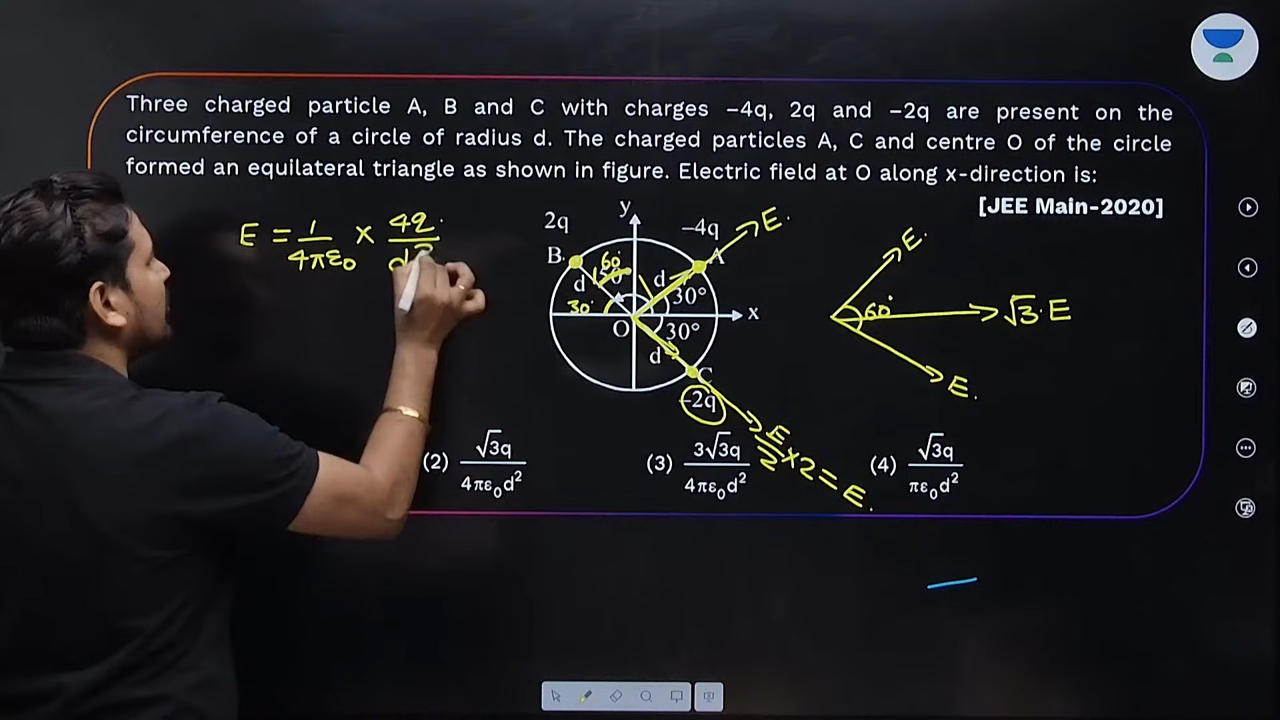 Three charged particle A, B and C with charges −4q, 2q and −2q are present on the
circumference of a circle of radius d. The charged particles A, C and centre O of the circle
formed an equilateral triangle as shown in figure. Electric field at O along x-direction is:
[JEE Main-2020]
E = 1/4πε₀ × 4q/d²
2q
y
−4q
E.
B
A
60°
d
d
30°
30°
x
O
30°
d
C
−2q
E/2 × 2 = E.
E.
60°
√3·E
E.
(2) √3q/4πε₀d²
(3) 3√3q/4πε₀d²
(4) √3q/πε₀d²